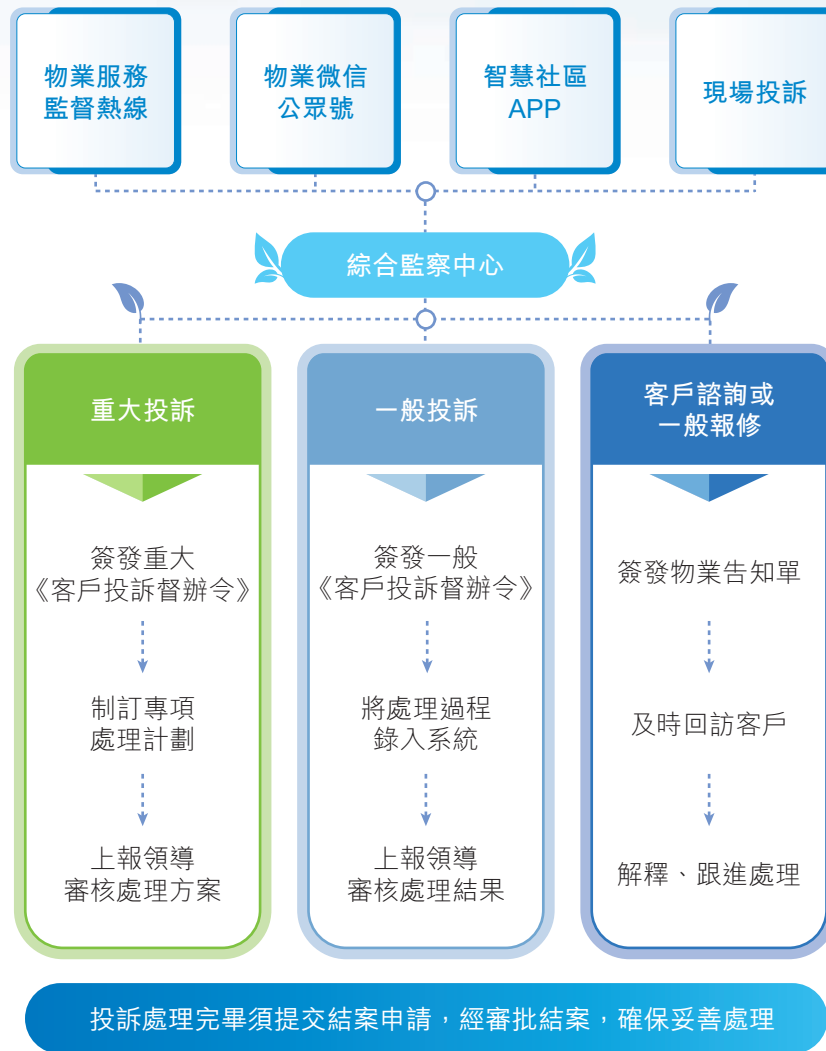 物業服務
監督熱線
物業微信
公眾號
智慧社區
APP
現場投訴
綜合監察中心
重大投訴
簽發重大
《客戶投訴督辦令》
制訂專項
處理計劃
上報領導
審核處理方案
一般投訴
簽發一般
《客戶投訴督辦令》
將處理過程
錄入系統
上報領導
審核處理結果
客戶諮詢或
一般報修
簽發物業告知單
及時回訪客戶
解釋、跟進處理
投訴處理完畢須提交結案申請，經審批結案，確保妥善處理